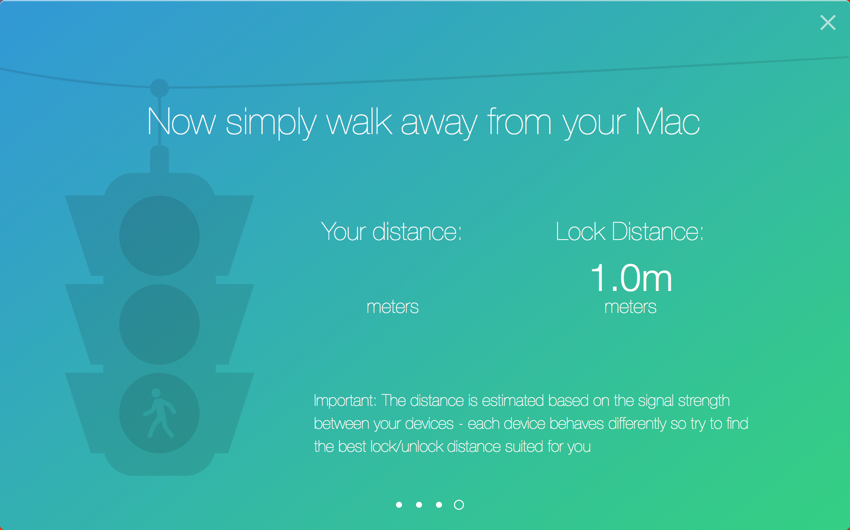 Now simply walk away from your Mac
Your distance:
meters
Lock Distance:
1.0m
meters
Important: The distance is estimated based on the signal strength
between your devices - each device behaves differently so try to find
the best lock/unlock distance suited for you